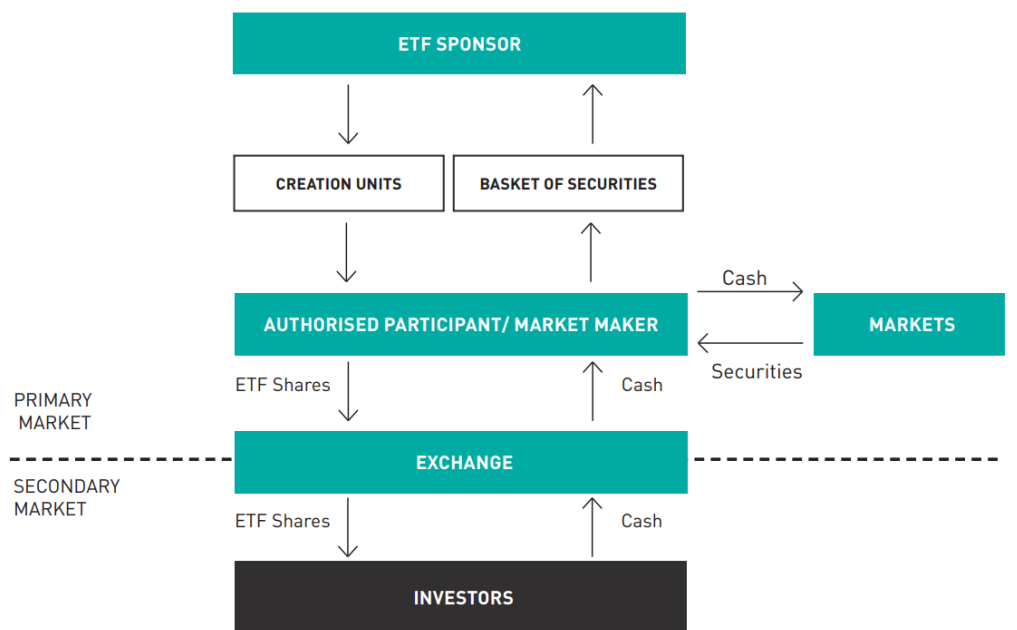 ETF SPONSOR
CREATION UNITS
BASKET OF SECURITIES
Cash
AUTHORISED PARTICIPANT/ MARKET MAKER
MARKETS
Securities
ETF Shares
Cash
PRIMARY
MARKET
EXCHANGE
SECONDARY
MARKET
ETF Shares
Cash
INVESTORS